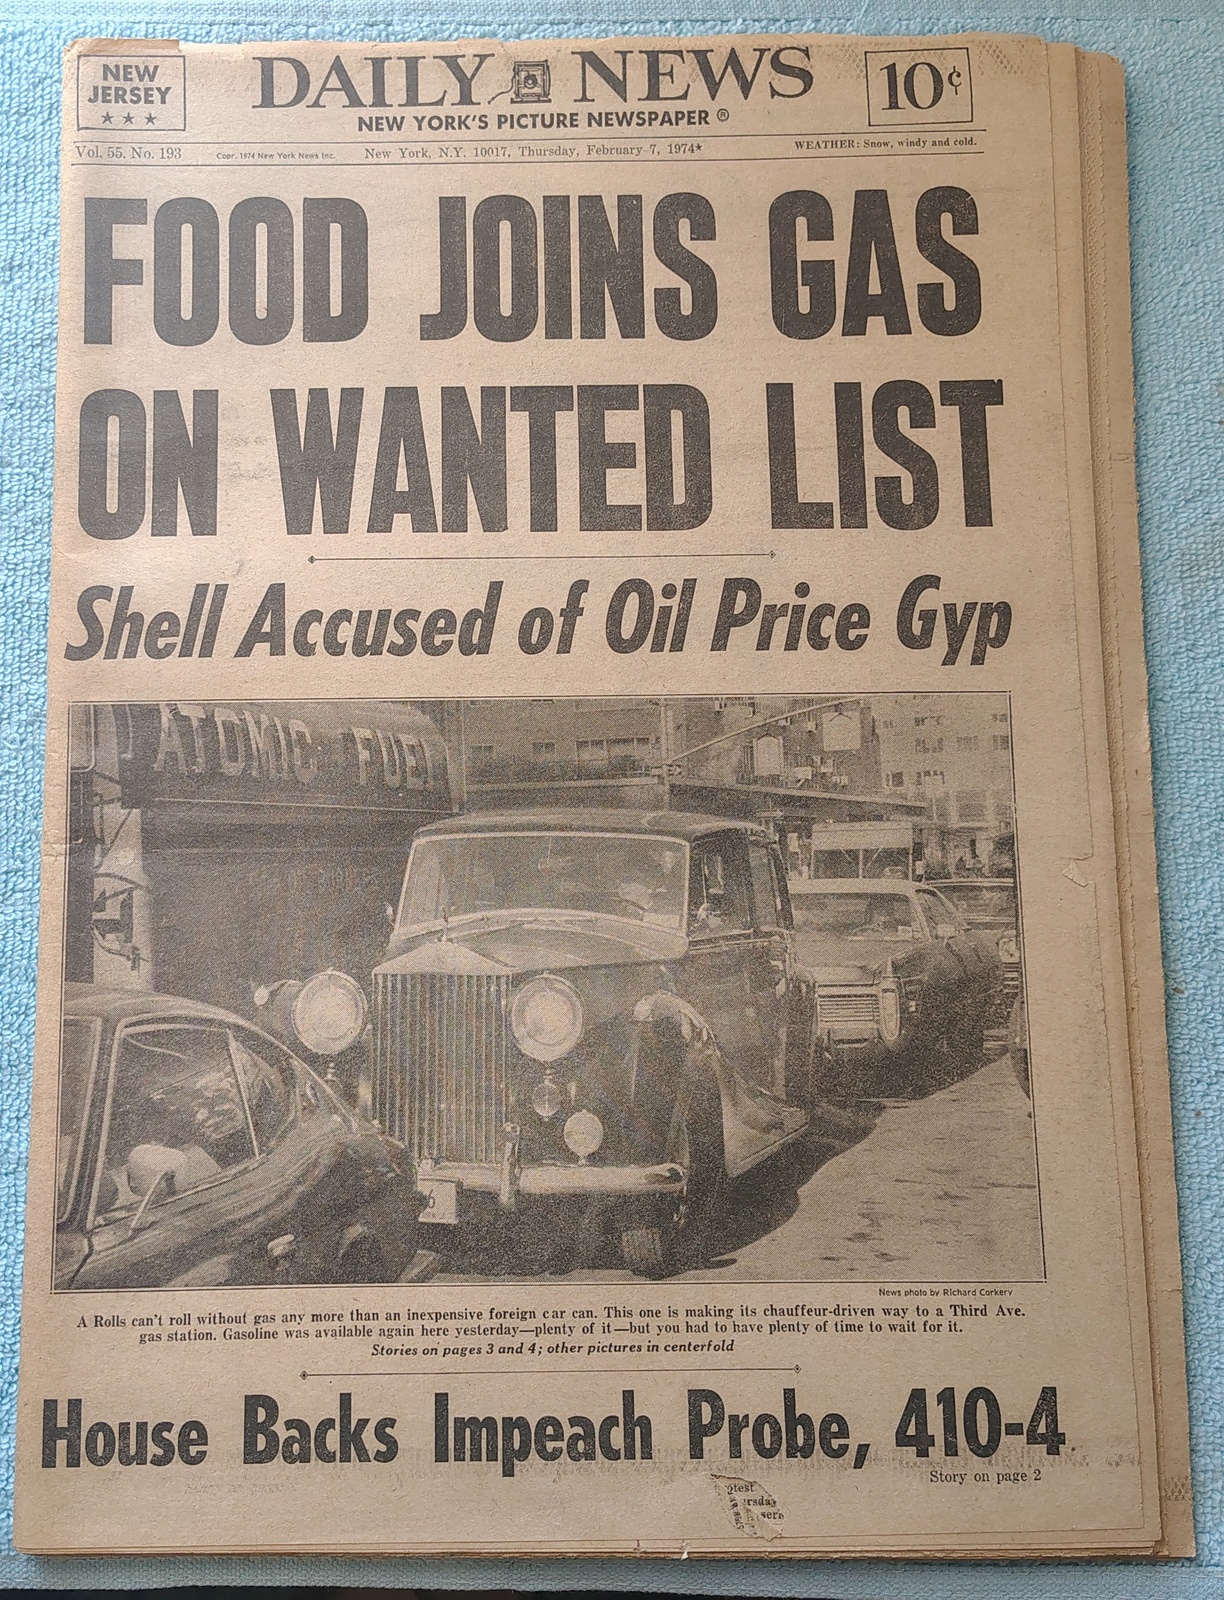 NEW
JERSEY
★ ★ ★
DAILY NEWS
NEW YORK'S PICTURE NEWSPAPER ®
10¢
Vol. 55. No. 193 Copr. 1974 New York News Inc. New York, N.Y. 10017, Thursday, February 7, 1974★ WEATHER: Snow, windy and cold.
FOOD JOINS GAS
ON WANTED LIST
Shell Accused of Oil Price Gyp
ATOMIC FUEL
6
News photo by Richard Corkery
A Rolls can't roll without gas any more than an inexpensive foreign car can. This one is making its chauffeur-driven way to a Third Ave.
gas station. Gasoline was available again here yesterday—plenty of it—but you had to have plenty of time to wait for it.
Stories on pages 3 and 4; other pictures in centerfold
House Backs Impeach Probe, 410-4
Story on page 2